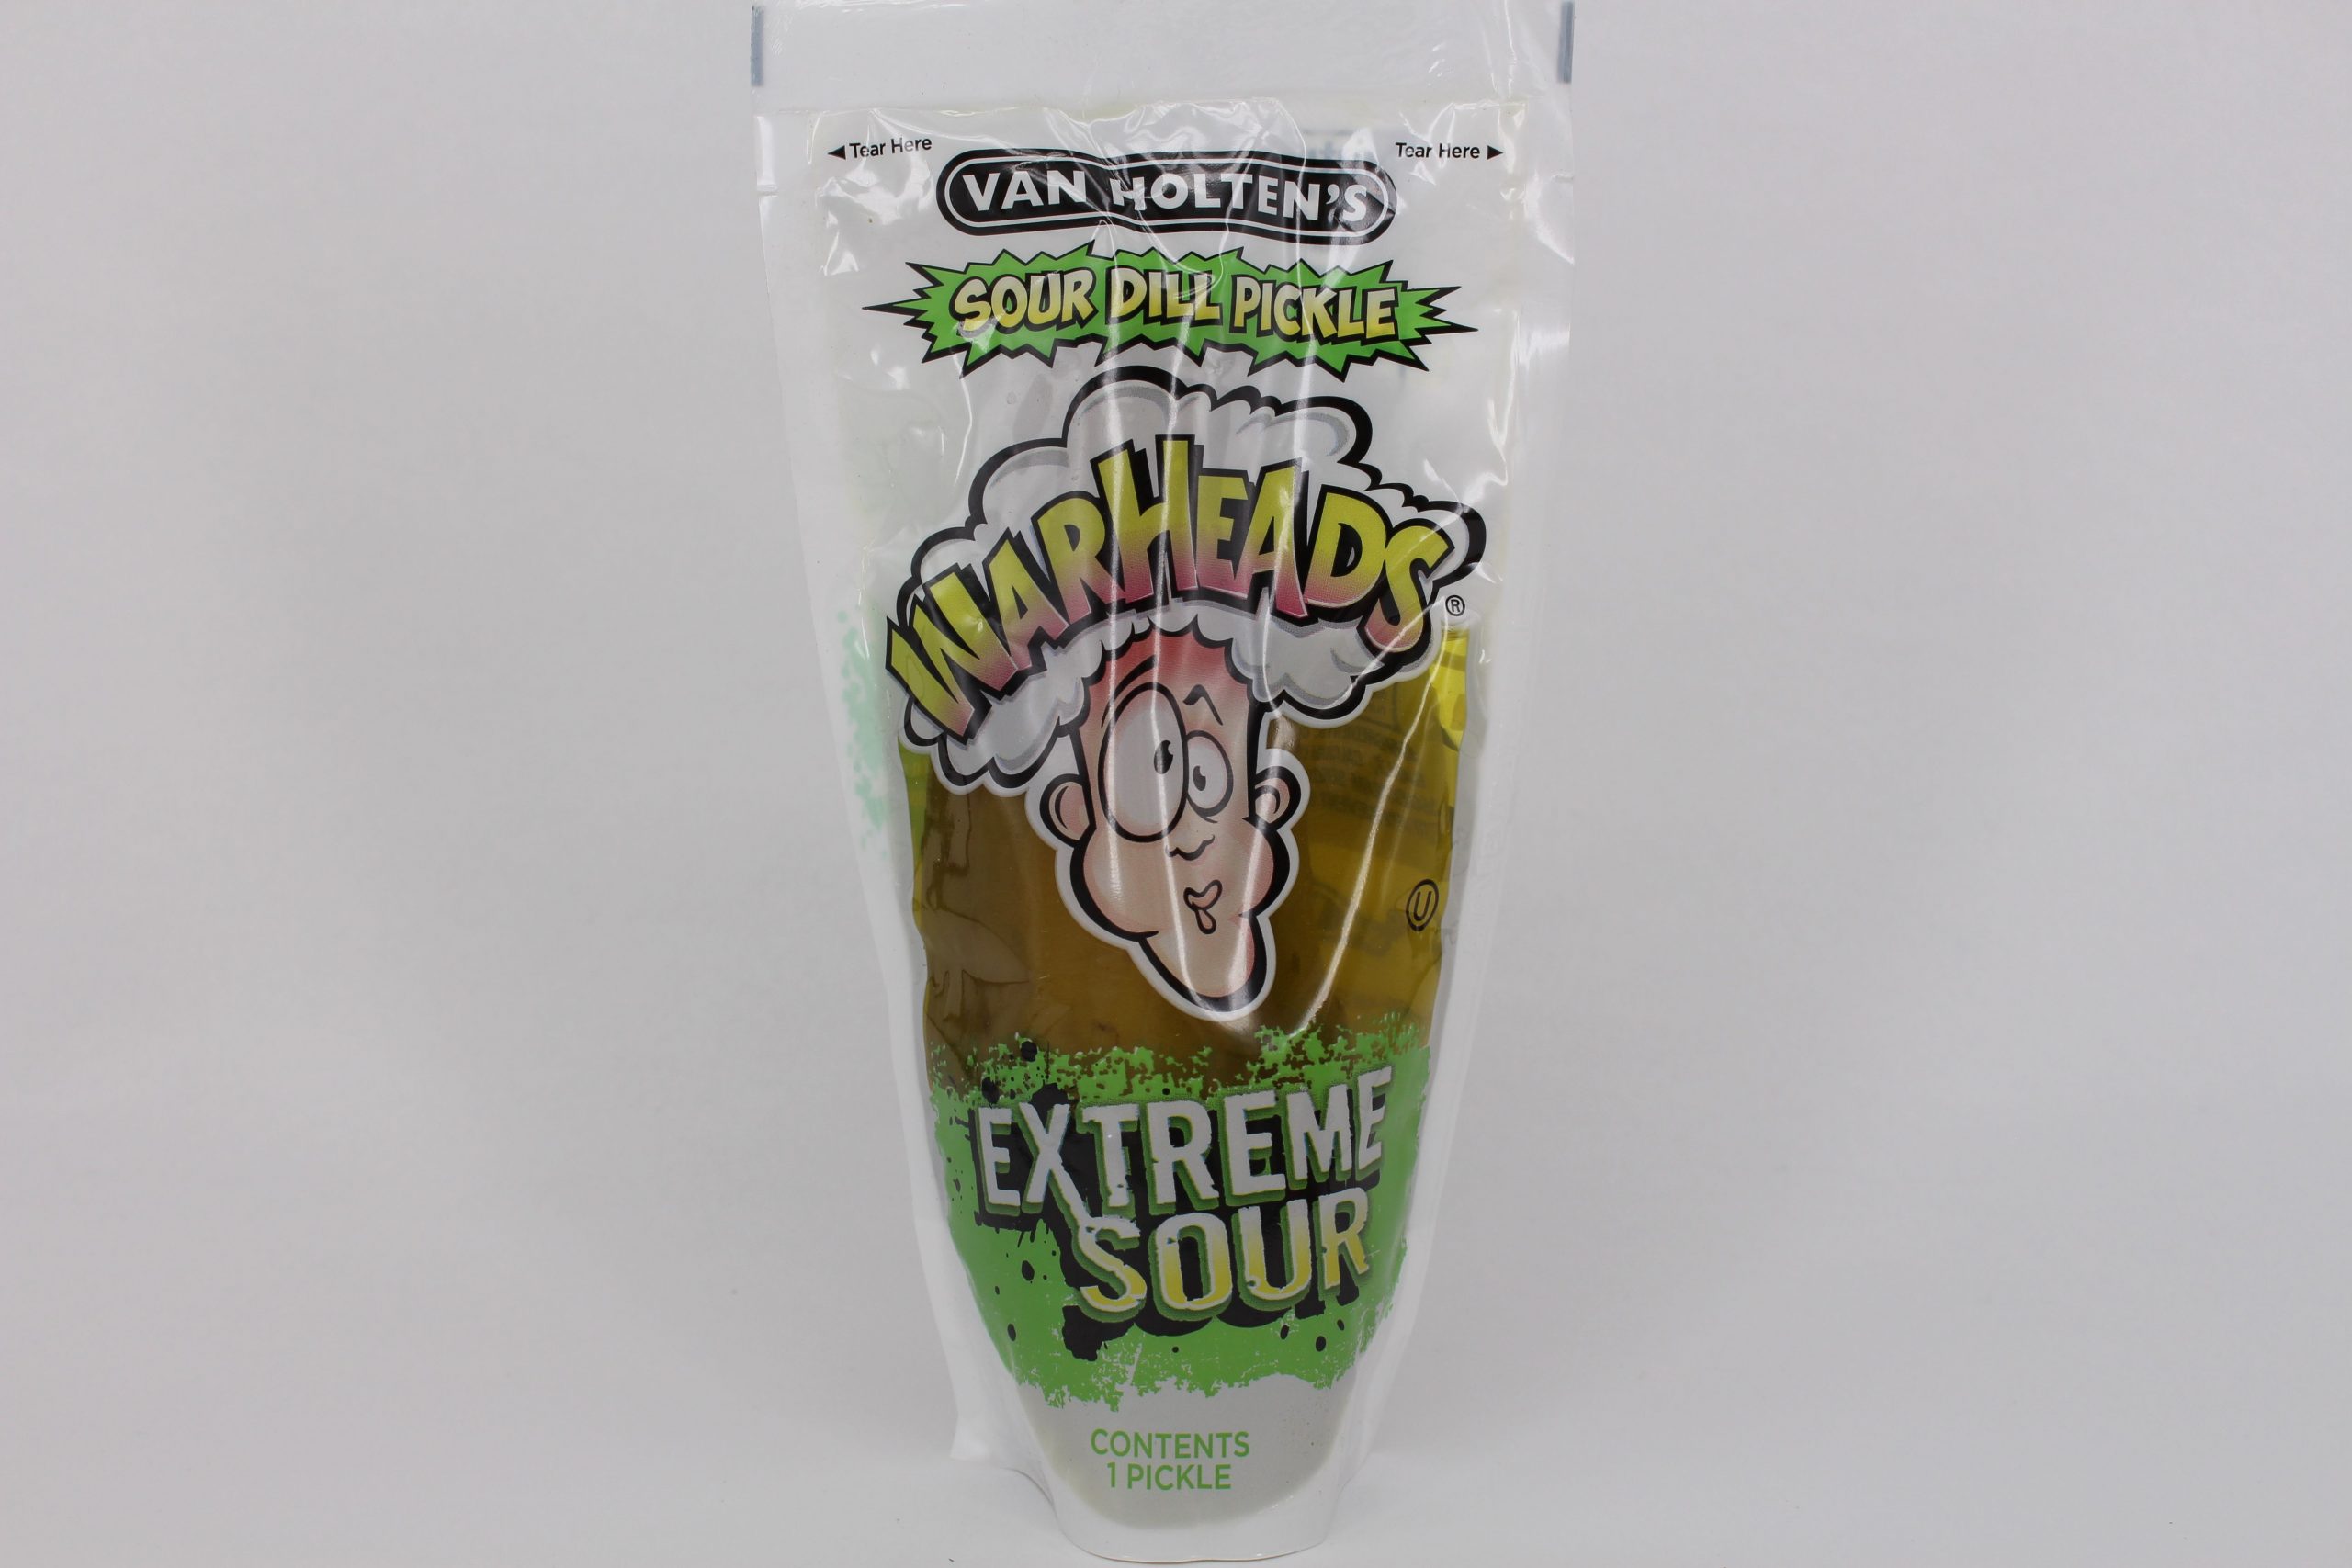 Tear Here
Tear Here
VAN HOLTEN'S
SOUR DILL PICKLE
WARHEADS®
U
EXTREME
SOUR
CONTENTS
1 PICKLE